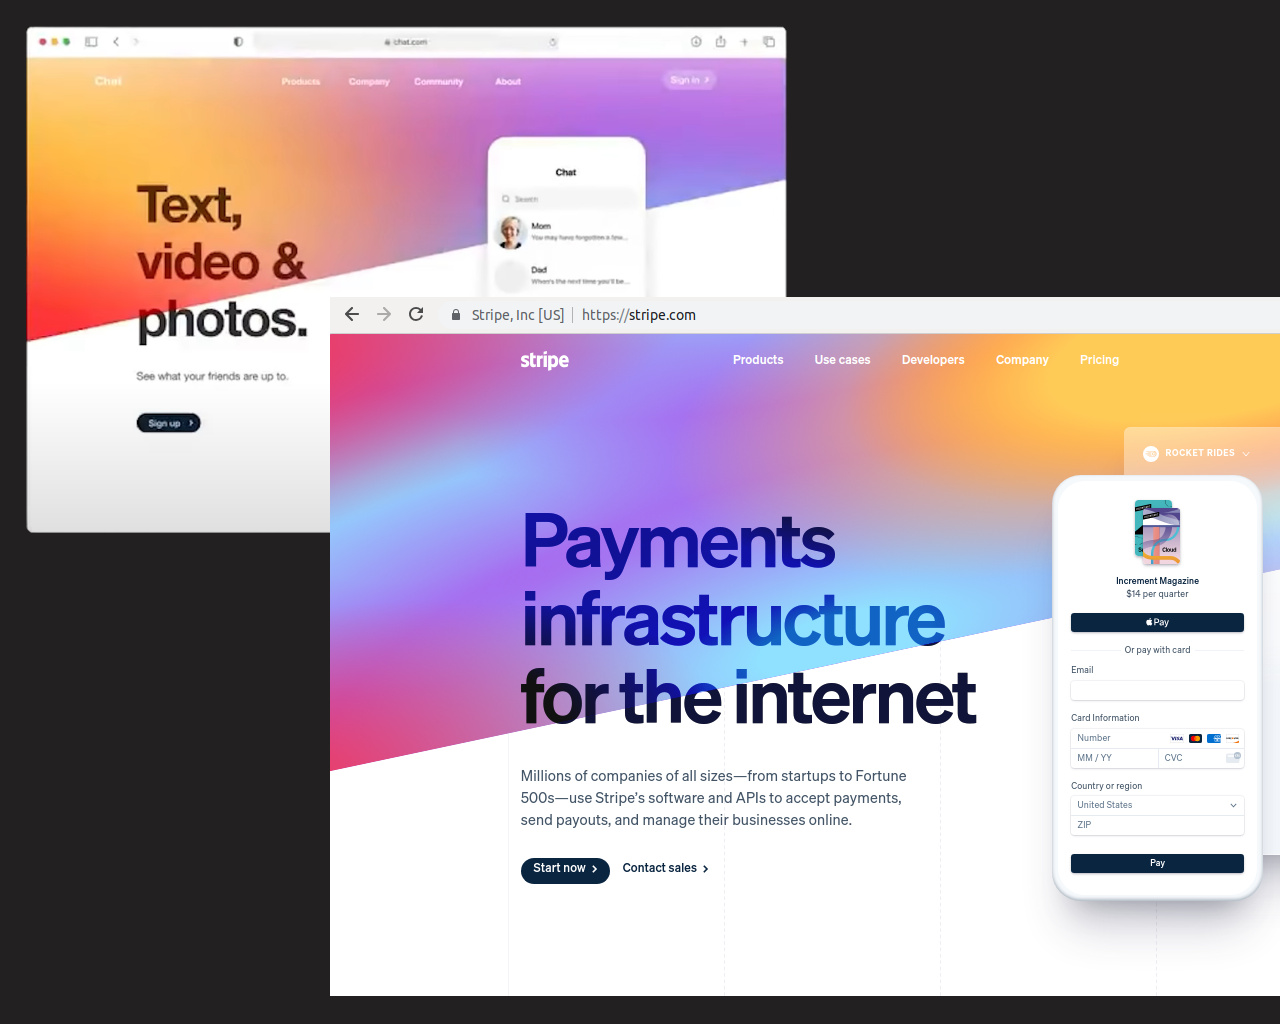 chat.com
Chat
Products Company Community About
Sign in
Text,
video &
photos.
See what your friends are up to.
Sign up
Chat
Search
Mom
You may have forgotten a few...
Dad
When's the next time you'll be...
Stripe, Inc [US] https://stripe.com
stripe
Products Use cases Developers Company Pricing
ROCKET RIDES
Payments
infrastructure
for the internet
Millions of companies of all sizes—from startups to Fortune
500s—use Stripe's software and APIs to accept payments,
send payouts, and manage their businesses online.
Start now Contact sales
Cloud
Increment Magazine
$14 per quarter
Pay
Or pay with card
Email
Card Information
Number VISA
MM / YY CVC
Country or region
United States
ZIP
Pay